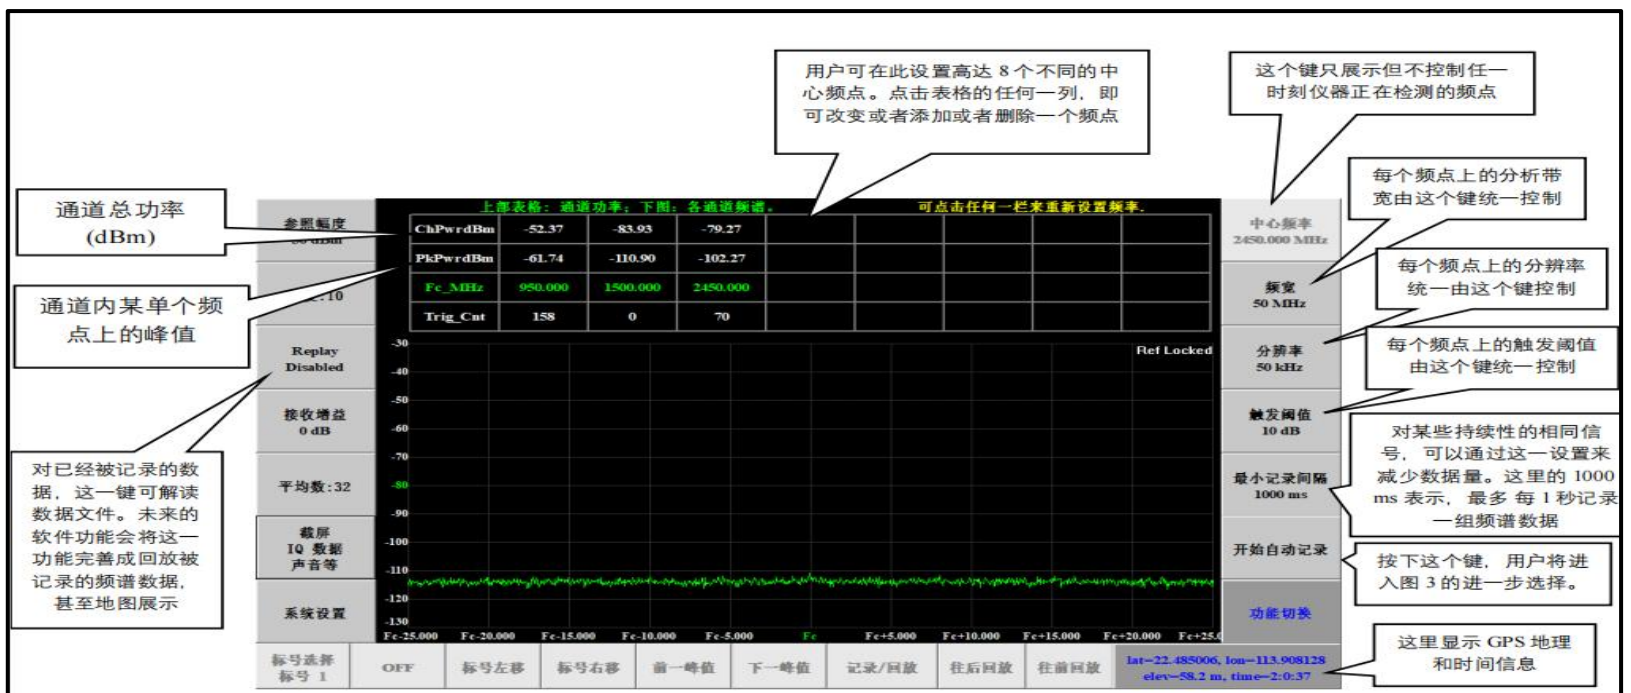 用户可在此设置高达 8 个不同的中
心频点。点击表格的任何一列，即
可改变或者添加或者删除一个频点
这个键只展示但不控制任一
时刻仪器正在检测的频点
每个频点上的分析带
宽由这个键统一控制
每个频点上的分辨率
统一由这个键控制
每个频点上的触发阈值
由这个键统一控制
对某些持续性的相同信
号，可以通过这一设置来
减少数据量。这里的 1000
ms 表示，最多 每 1 秒记录
一组频谱数据
按下这个键，用户将进
入图 3 的进一步选择。
这里显示 GPS 地理
和时间信息
通道总功率
(dBm)
通道内某单个频
点上的峰值
对已经被记录的数
据，这一键可解读
数据文件。未来的
软件功能会将这一
功能完善成回放被
记录的频谱数据，
甚至地图展示
参照幅度
dBm
:10
Replay
Disabled
接收增益
0 dB
平均数:32
截屏
IQ 数据
声音等
系统设置
上部表格：通道功率；下图：各通道频谱。 可点击任何一栏来重新设置频率.
ChPwrdBm -52.37 -83.93 -79.27
PkPwrdBm -61.74 -110.90 -102.27
Fc_MHz 950.000 1500.000 2450.000
Trig_Cnt 158 0 70
Ref Locked
-30
-40
-50
-60
-70
-80
-90
-100
-110
-120
-130
Fc-25.000 Fc-20.000 Fc-15.000 Fc-10.000 Fc-5.000 Fc Fc+5.000 Fc+10.000 Fc+15.000 Fc+20.000 Fc+25.0
中心频率
2450.000 MHz
频宽
50 MHz
分辨率
50 kHz
触发阈值
10 dB
最小记录间隔
1000 ms
开始自动记录
功能切换
标号选择
标号 1
OFF
标号左移
标号右移
前一峰值
下一峰值
记录/回放
往后回放
往前回放
lat=22.485006, lon=113.908128
elev=58.2 m, time=2:0:37